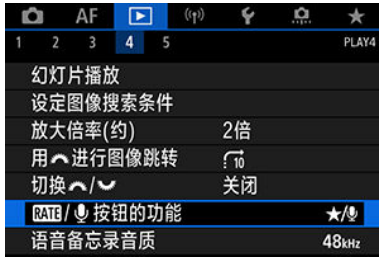 AF
1 2 3 4 5 PLAY4
幻灯片播放
设定图像搜索条件
放大倍率(约) 2倍
用进行图像跳转 10
切换/ 关闭
RATE/按钮的功能 ★/
语音备忘录音质 48kHz